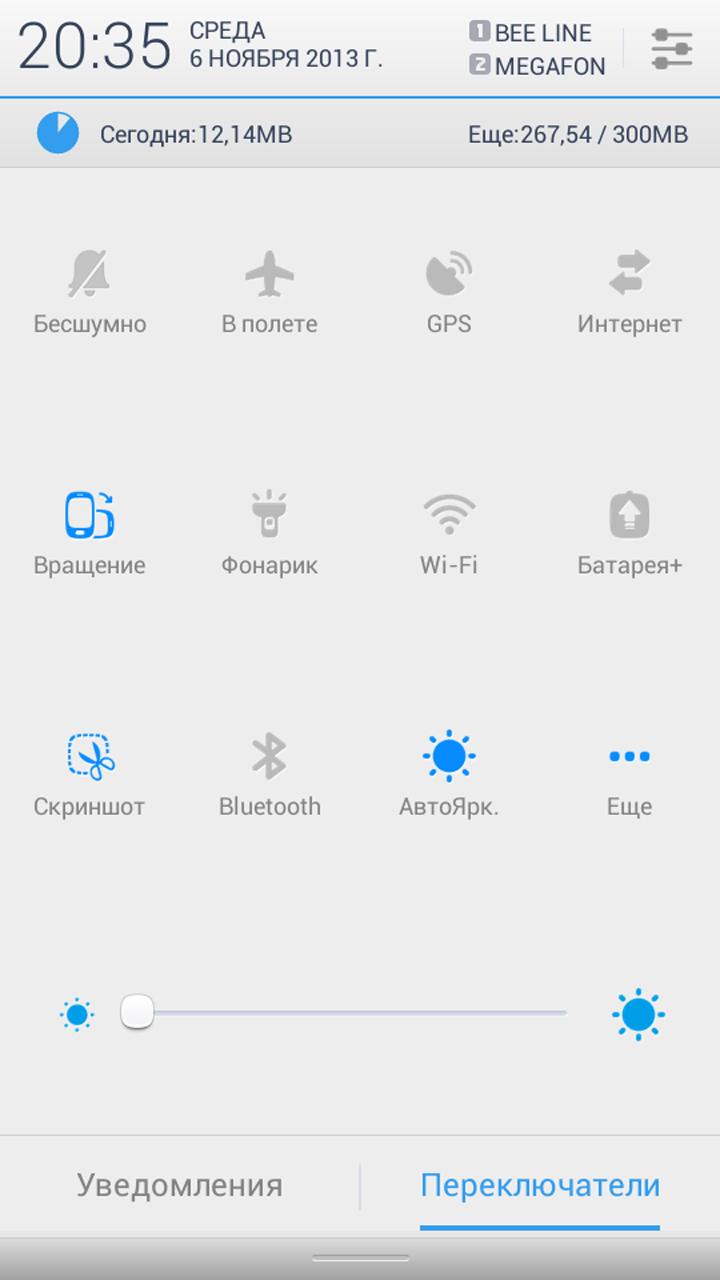 20:35
СРЕДА
6 НОЯБРЯ 2013 Г.
1 BEE LINE
2 MEGAFON
Сегодня:12,14MB
Еще:267,54 / 300MB
Бесшумно
В полете
GPS
Интернет
Вращение
Фонарик
Wi-Fi
Батарея+
Скриншот
Bluetooth
АвтоЯрк.
Еще
Уведомления
Переключатели